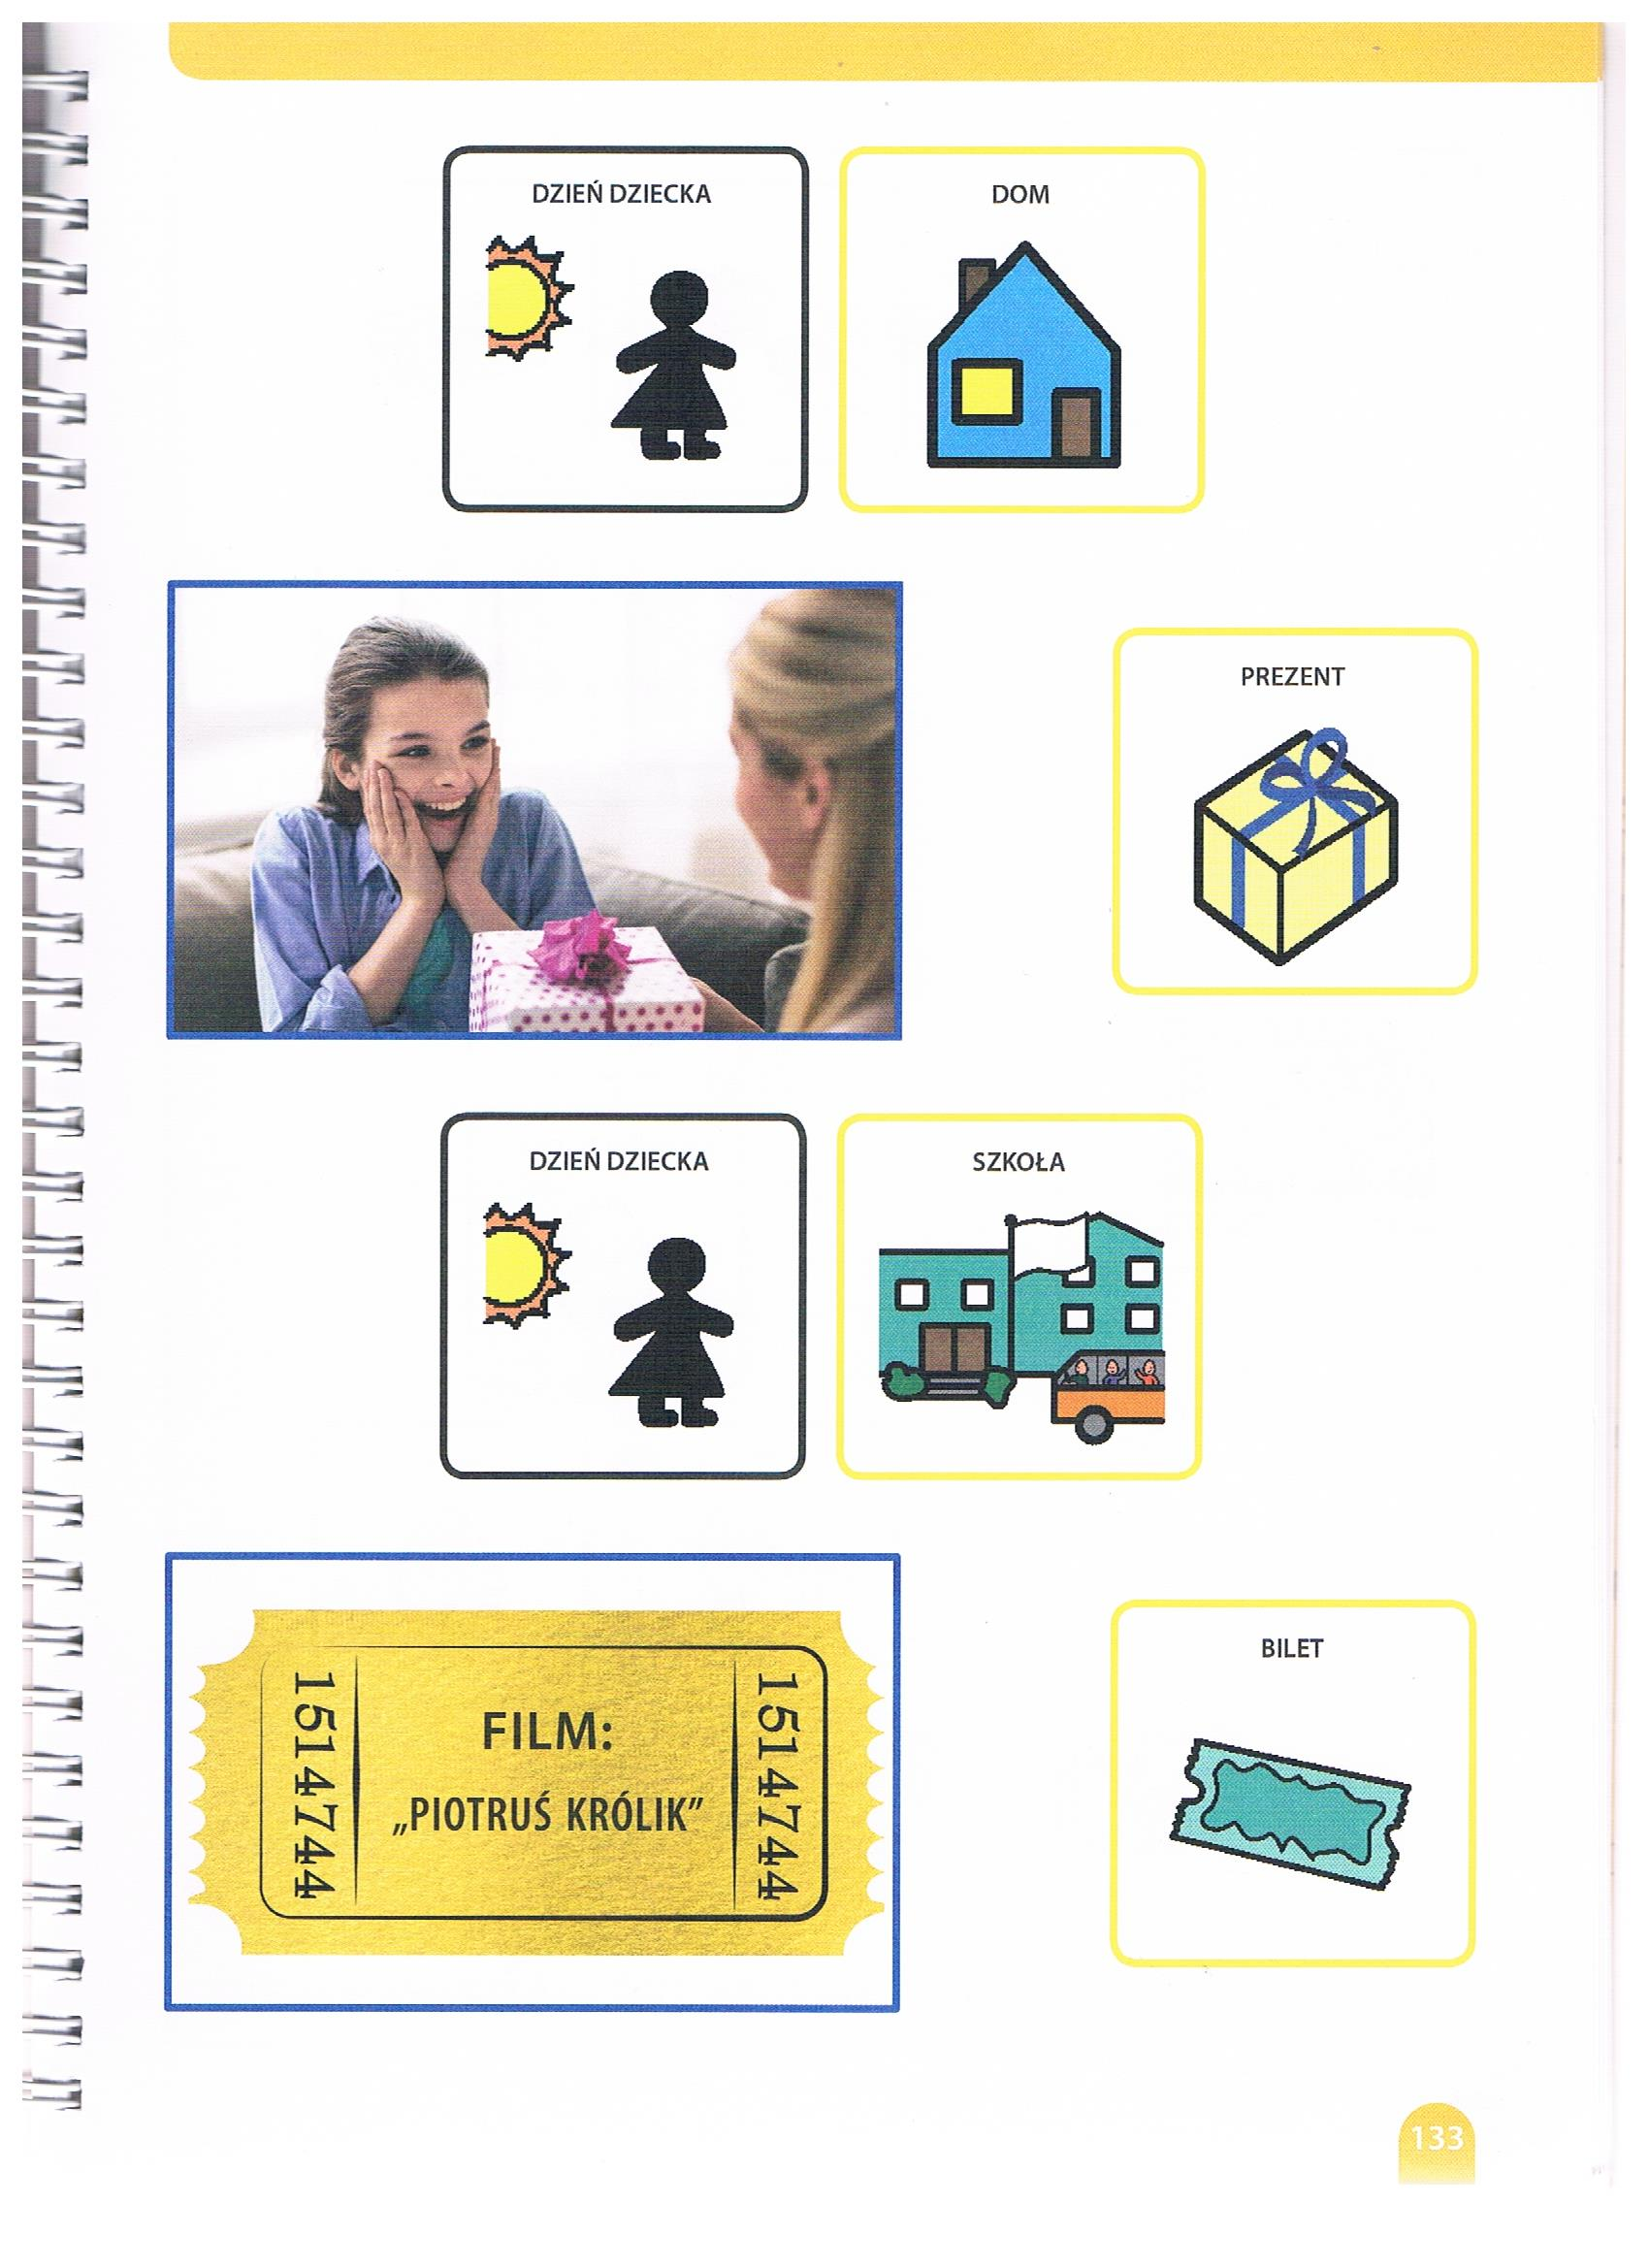 DZIEŃ DZIECKA
DOM
PREZENT
DZIEŃ DZIECKA
SZKOŁA
1514744
FILM:
„PIOTRUŚ KRÓLIK”
1514744
BILET
133